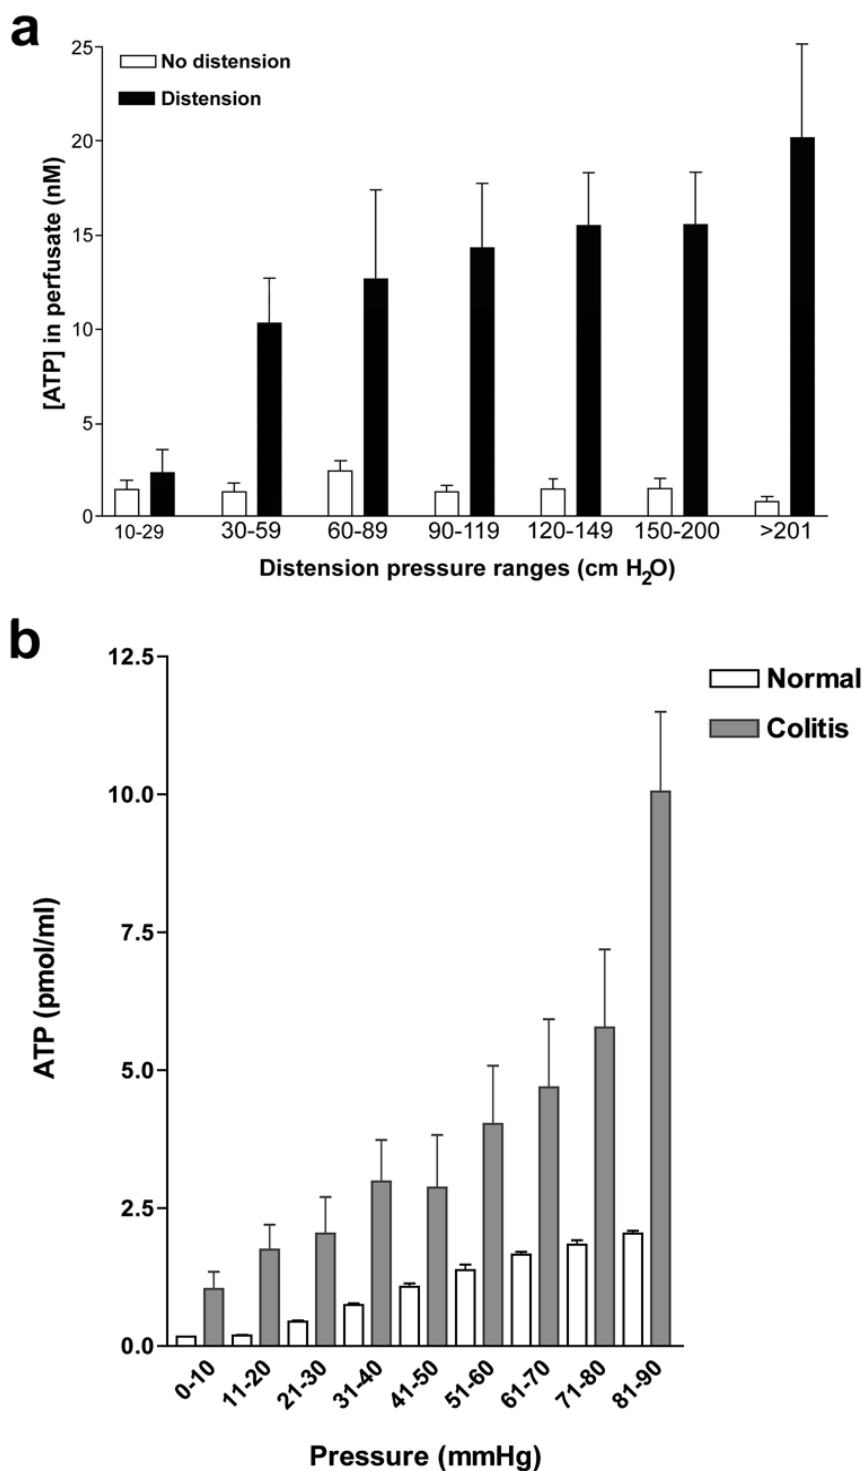 a
25
20
15
10
5
0
No distension
Distension
[ATP] in perfusate (nM)
10-29 30-59 60-89 90-119 120-149 150-200 >201
Distension pressure ranges (cm H₂O)
b
12.5
10.0
7.5
5.0
2.5
0.0
Normal
Colitis
ATP (pmol/ml)
0-10 11-20 21-30 31-40 41-50 51-60 61-70 71-80 81-90
Pressure (mmHg)